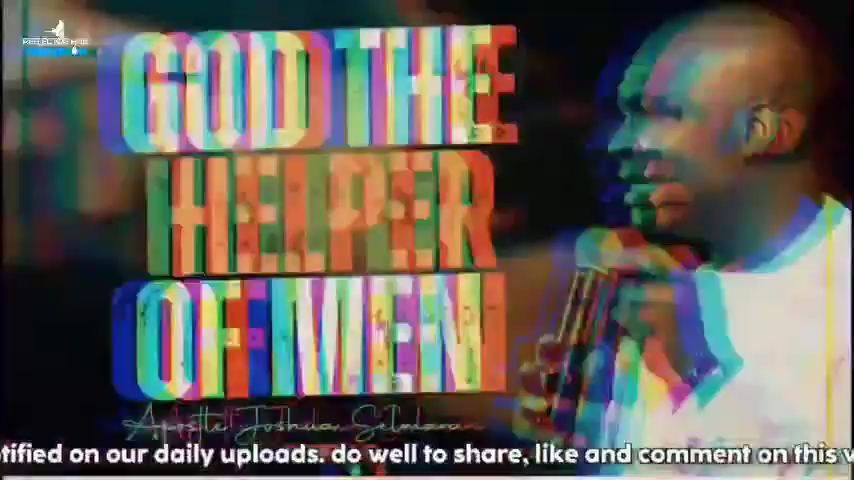 GOD THE
HELPER
OF MEN
Apostle Joshua Selman
tified on our daily uploads. do well to share, like and comment on this v